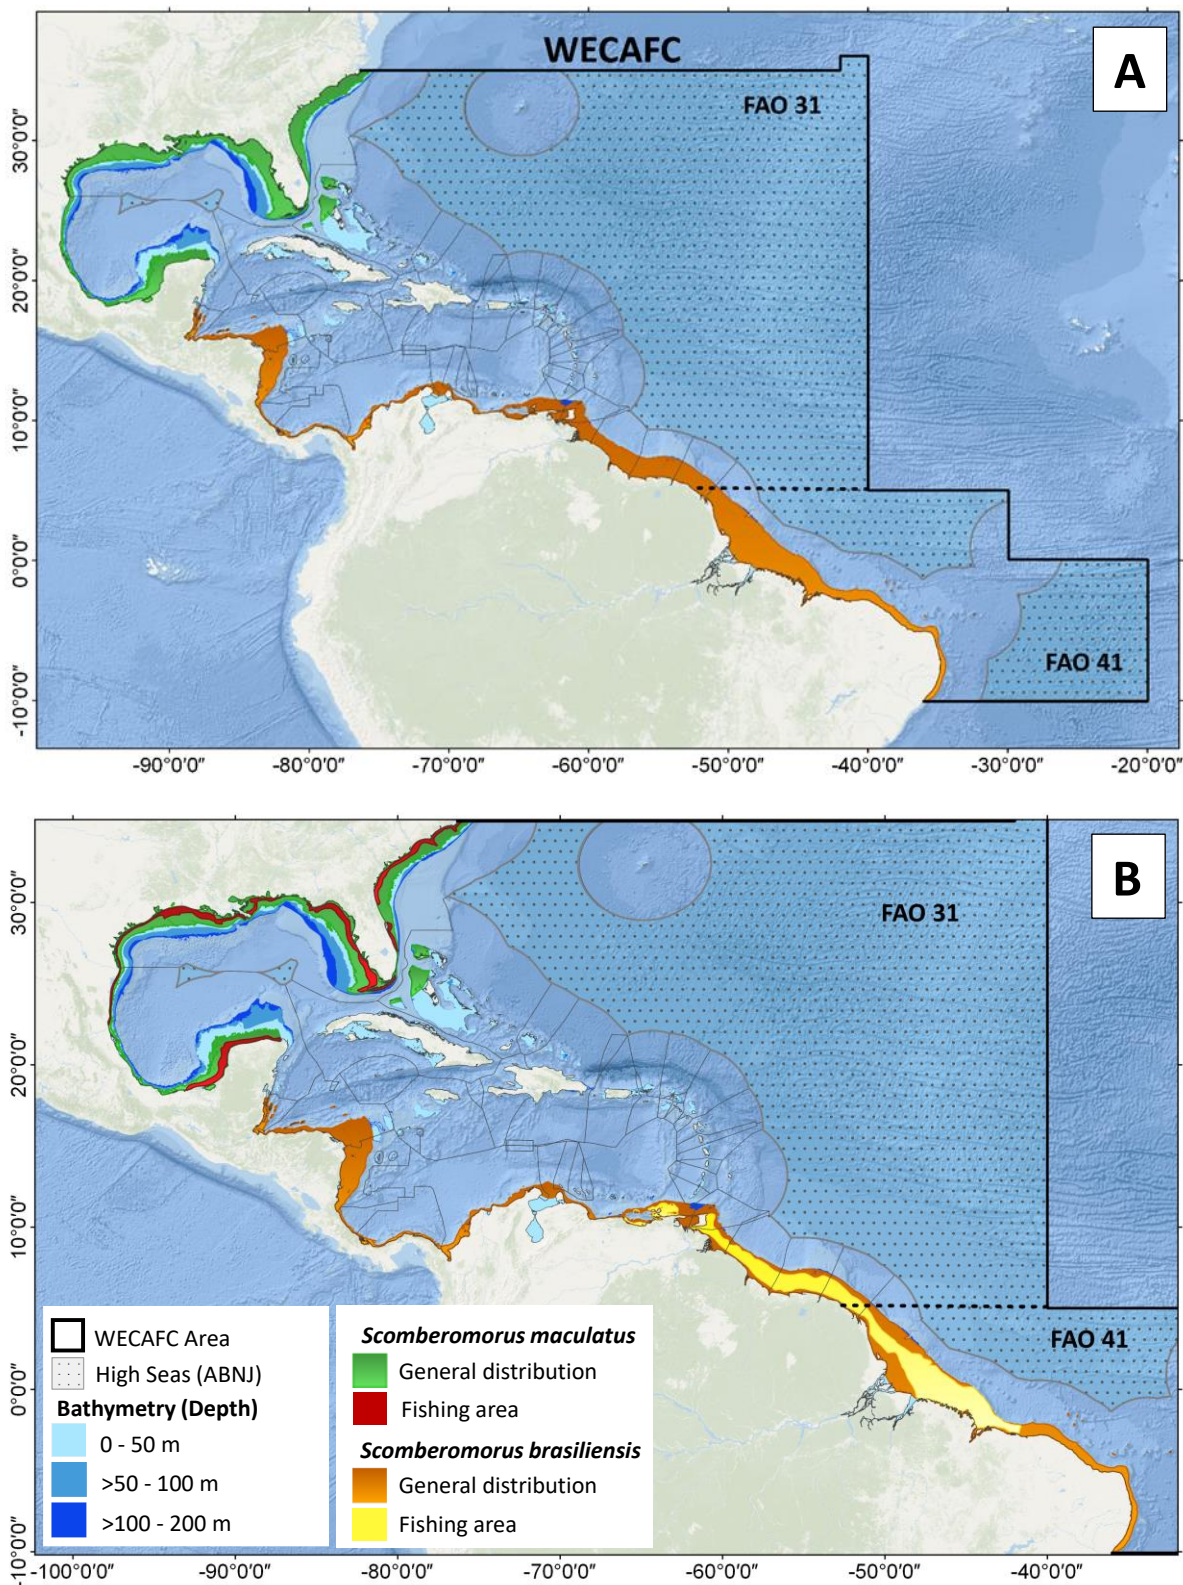 WECAFC
A
FAO 31
FAO 41
30°0'0"
20°0'0"
10°0'0"
0°0'0"
-10°0'0"
-90°0'0"
-80°0'0"
-70°0'0"
-60°0'0"
-50°0'0"
-40°0'0"
-30°0'0"
-20°0'0"
B
FAO 31
FAO 41
30°0'0"
20°0'0"
10°0'0"
0°0'0"
-10°0'0"
WECAFC Area
High Seas (ABNJ)
Bathymetry (Depth)
0 - 50 m
>50 - 100 m
>100 - 200 m
Scomberomorus maculatus
General distribution
Fishing area
Scomberomorus brasiliensis
General distribution
Fishing area
-100°0'0"
-90°0'0"
-80°0'0"
-70°0'0"
-60°0'0"
-50°0'0"
-40°0'0"